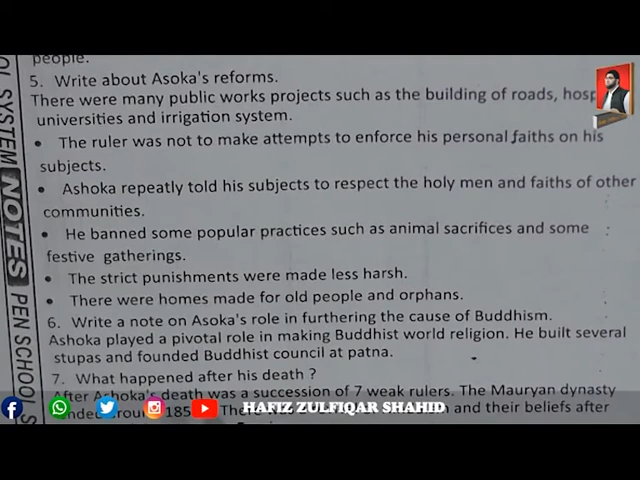 people.
5. Write about Asoka's reforms.
There were many public works projects such as the building of roads,
universities and irrigation system.
• The ruler was not to make attempts to enforce his personal faiths on his
subjects.
• Ashoka repeatedly told his subjects to respect the holy men and faiths of other
communities.
• He banned some popular practices such as animal sacrifices and some
festive gatherings.
• The strict punishments were made less harsh.
• There were homes made for old people and orphans.
6. Write a note on Asoka's role in furthering the cause of Buddhism.
Ashoka played a pivotal role in making Buddhist world religion. He built several
stupas and founded Buddhist council at patna.
7. What happened after his death ?
After Ashoka's death was a succession of 7 weak rulers. The Mauryan dynasty
185 and their beliefs after
SYSTEM NOTES PEN SCHOOL S
HAFIZ ZULFIQAR SHAHID